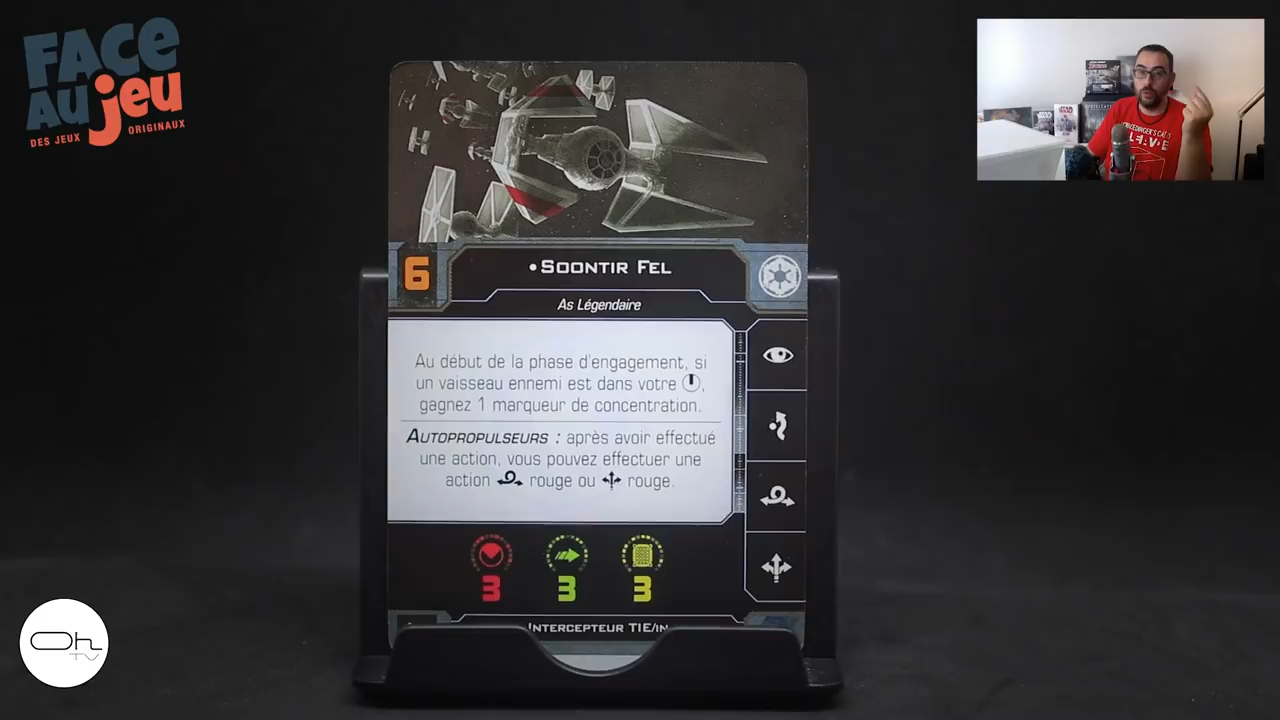 FACE
AU jeu
DES JEUX ORIGINAUX
6
•SOONTIR FEL
As Légendaire
Au début de la phase d'engagement, si
un vaisseau ennemi est dans votre ,
gagnez 1 marqueur de concentration.
AUTOPROPULSEURS : après avoir effectué
une action, vous pouvez effectuer une
action rouge ou rouge.
3 3 3
INTERCEPTEUR TIE/IN
Oh
TV